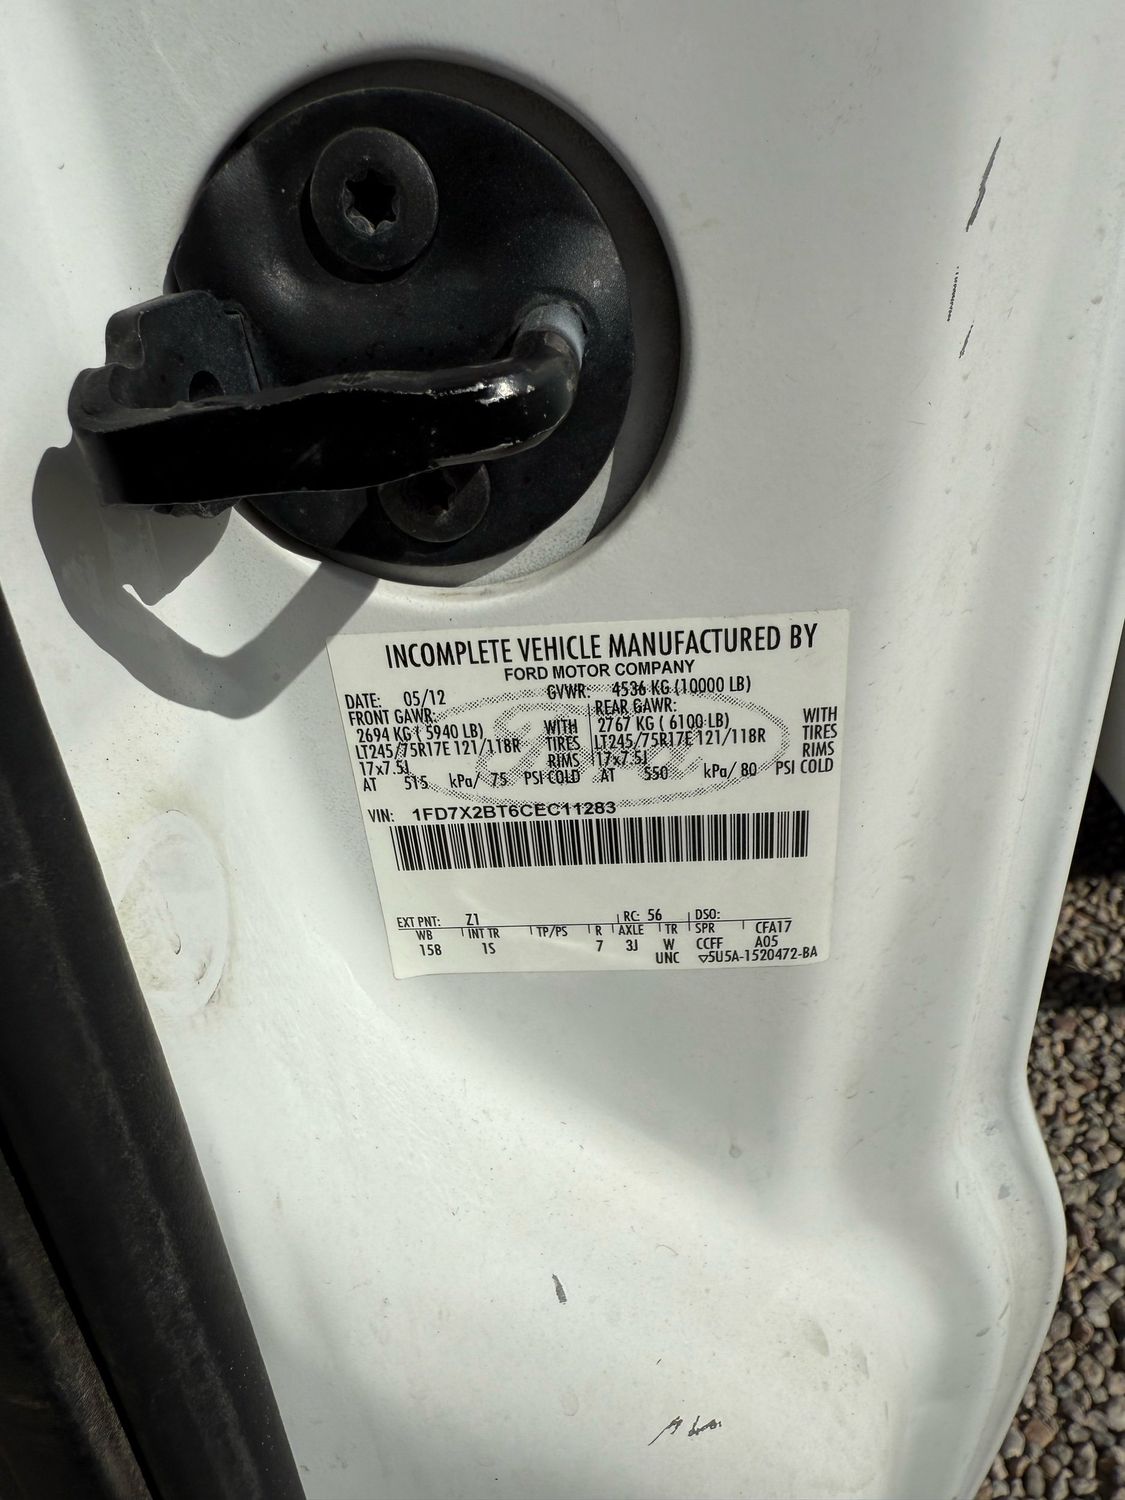 INCOMPLETE VEHICLE MANUFACTURED BY
FORD MOTOR COMPANY
DATE: 05/12 GVWR: 4536 KG (10000 LB)
FRONT GAWR: REAR GAWR:
2694 KG ( 5940 LB) WITH 2767 KG ( 6100 LB) WITH
LT245/75R17E 121/118R TIRES LT245/75R17E 121/118R TIRES
17x7.5J RIMS 17x7.5J RIMS
AT 515 kPa/ 75 PSI COLD AT 550 kPa/ 80 PSI COLD
VIN: 1FD7X2BT6CEC11283
EXT PNT: Z1 RC: 56 DSO:
WB INT TR TP/PS R AXLE TR SPR CFA17
158 1S 7 3J W CCFF A05
UNC ▽5U5A-1520472-BA